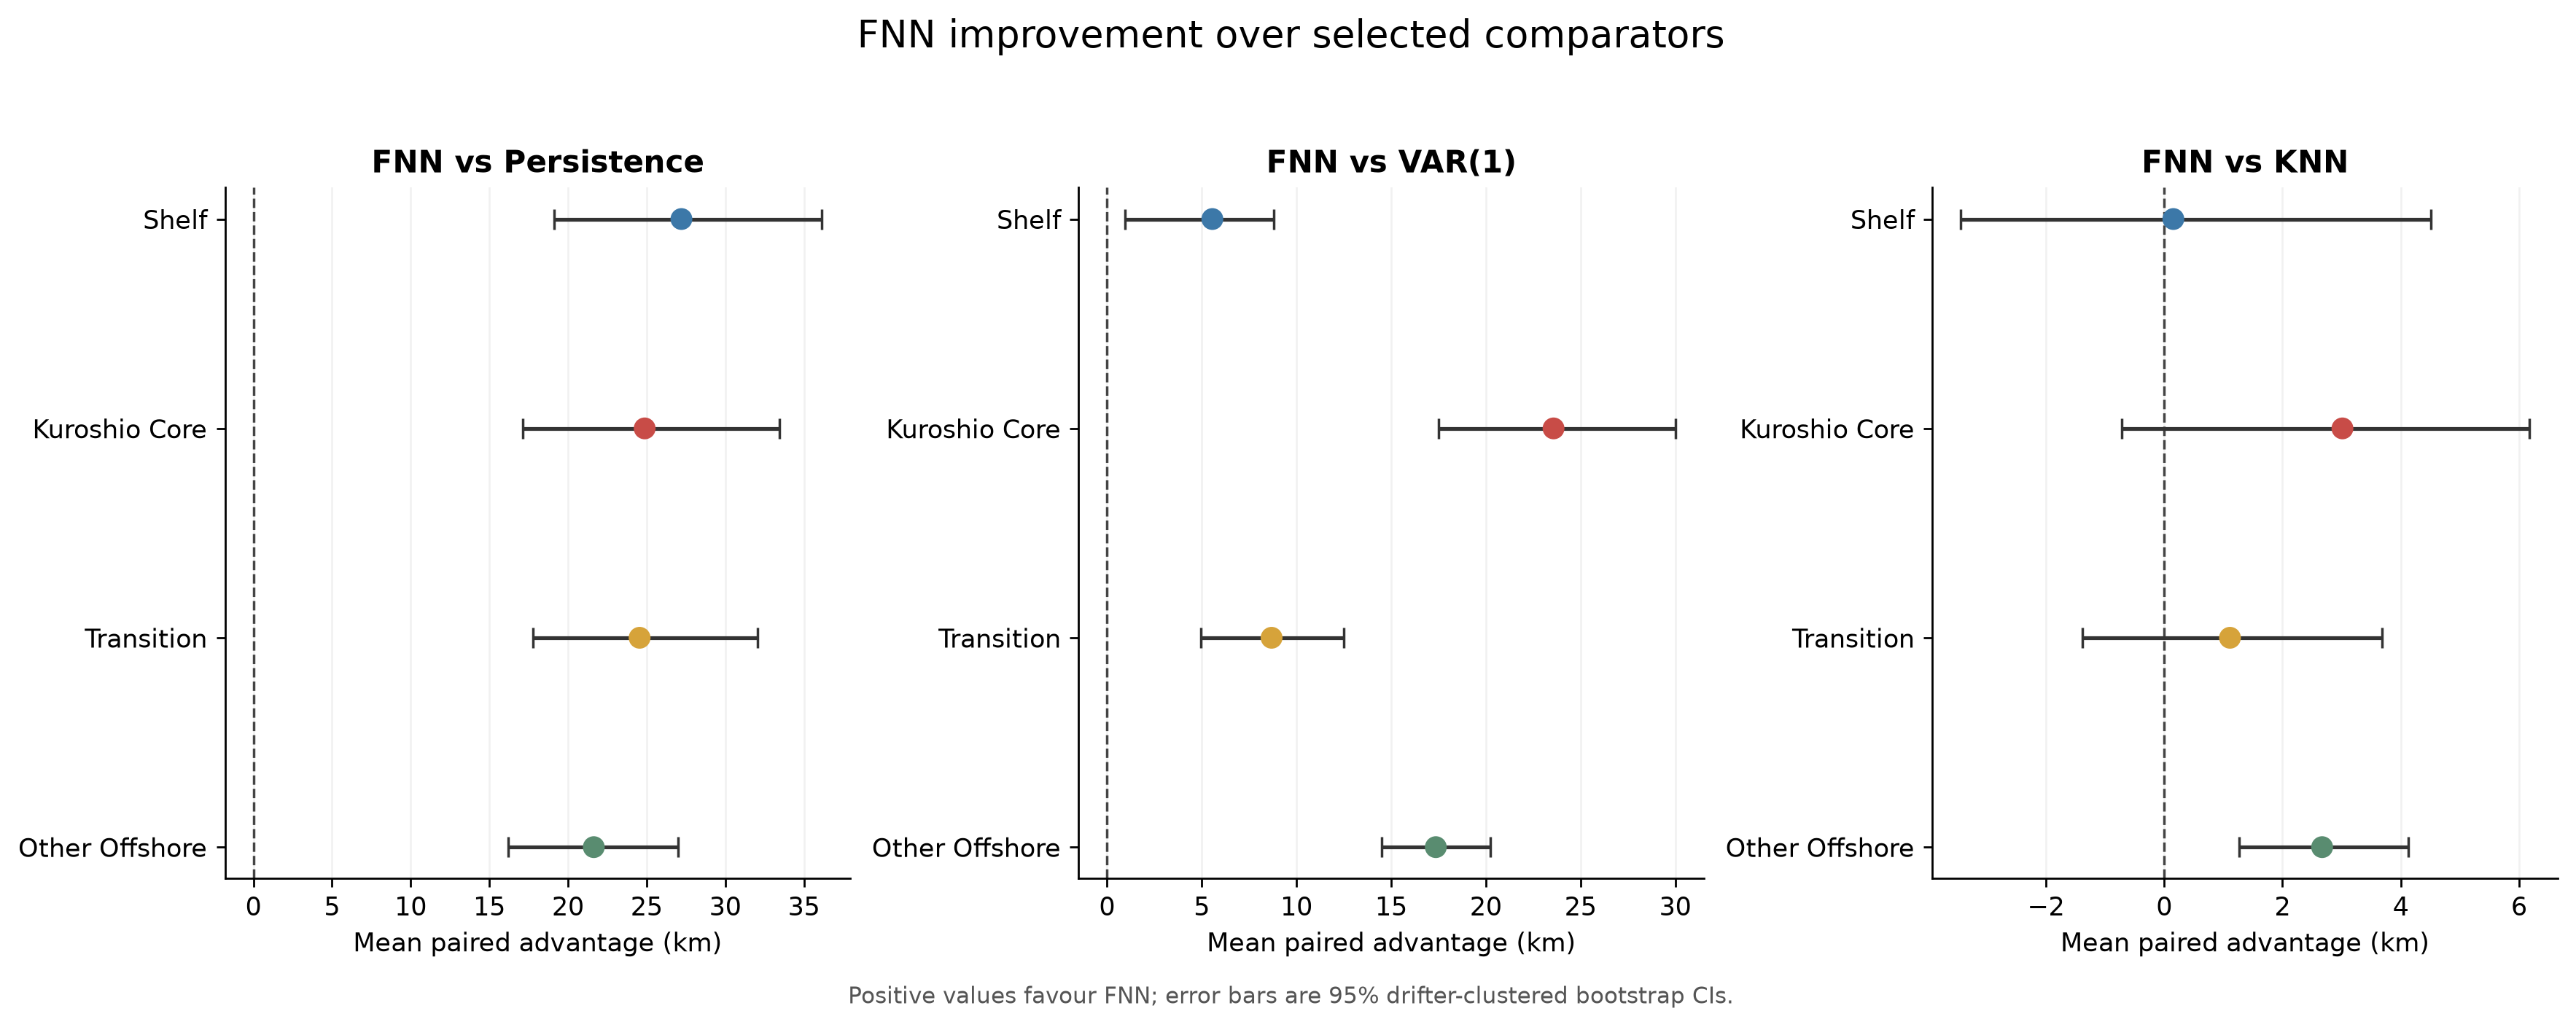 FNN improvement over selected comparators
FNN vs Persistence
Shelf
Kuroshio Core
Transition
Other Offshore
0 5 10 15 20 25 30 35
Mean paired advantage (km)
FNN vs VAR(1)
Shelf
Kuroshio Core
Transition
Other Offshore
0 5 10 15 20 25 30
Mean paired advantage (km)
FNN vs KNN
Shelf
Kuroshio Core
Transition
Other Offshore
−2 0 2 4 6
Mean paired advantage (km)
Positive values favour FNN; error bars are 95% drifter-clustered bootstrap CIs.